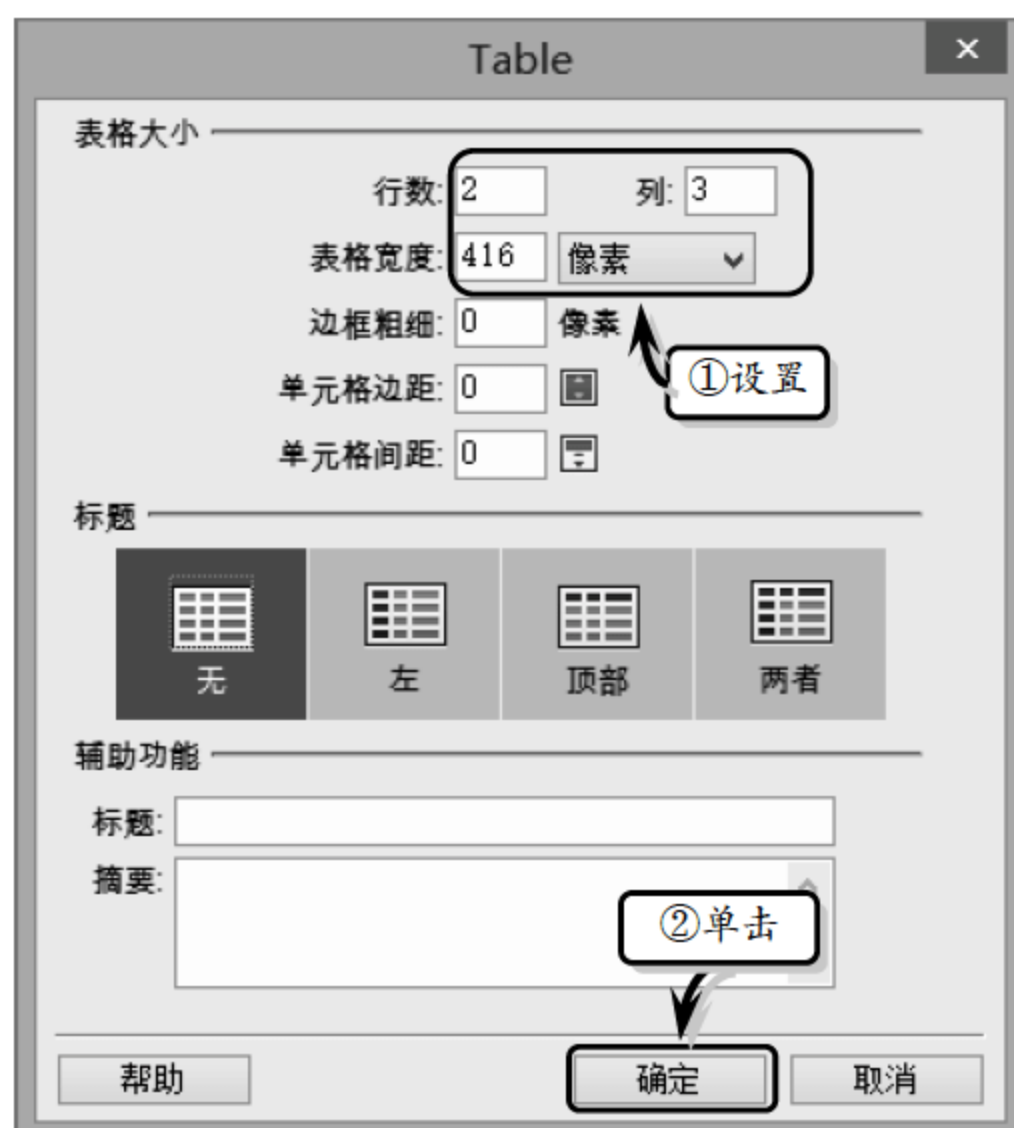 Table
表格大小
行数: 2 列: 3
表格宽度: 416 像素
边框粗细: 0 像素
①设置
单元格边距: 0
单元格间距: 0
标题
无 左 顶部 两者
辅助功能
标题:
摘要:
②单击
帮助 确定 取消